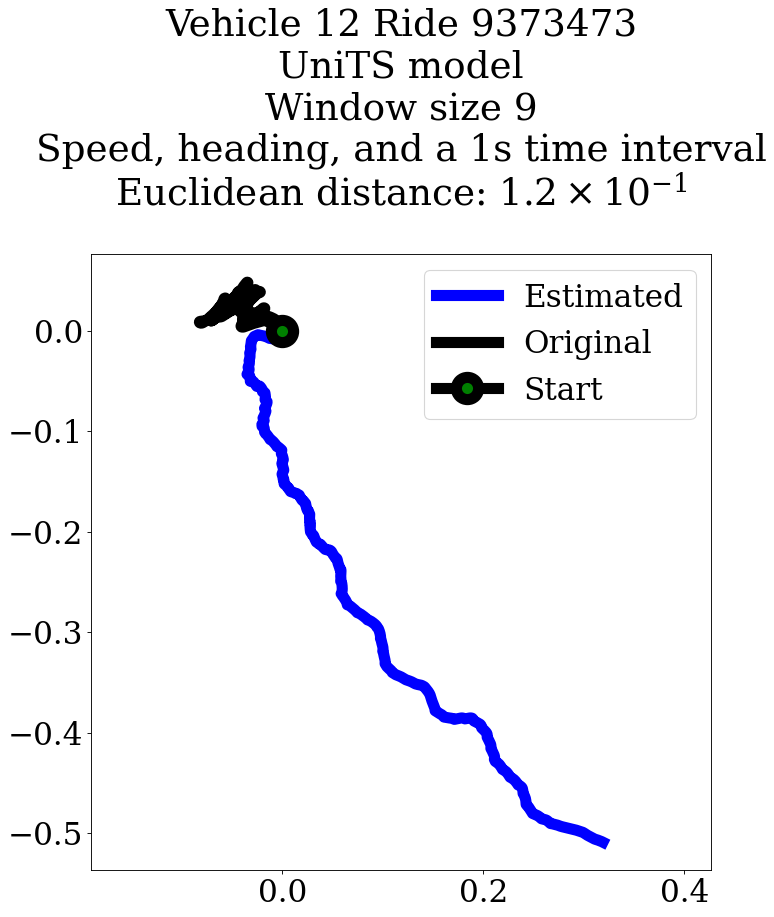 Vehicle 12 Ride 9373473
UniTS model
Window size 9
Speed, heading, and a 1s time interval
Euclidean distance: 1.2 × 10⁻¹
Estimated
Original
Start
0.0
−0.1
−0.2
−0.3
−0.4
−0.5
0.0 0.2 0.4